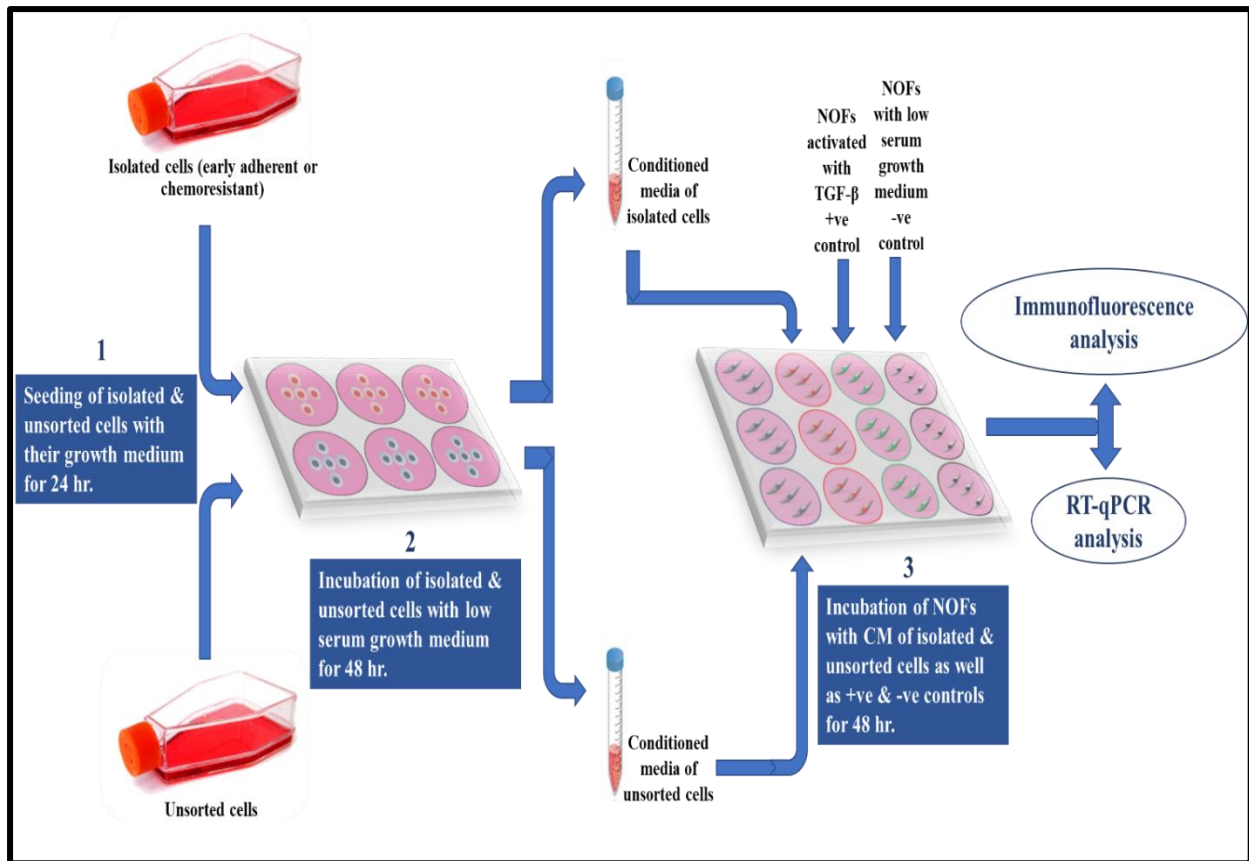 Isolated cells (early adherent or
chemoresistant)
1
Seeding of isolated &
unsorted cells with
their growth medium
for 24 hr.
Unsorted cells
2
Incubation of isolated &
unsorted cells with low
serum growth medium
for 48 hr.
Conditioned
media of
isolated cells
Conditioned
media of
unsorted cells
NOFs
activated
with
TGF-β
+ve
control
NOFs
with low
serum
growth
medium
-ve
control
3
Incubation of NOFs
with CM of isolated &
unsorted cells as well
as +ve & -ve controls
for 48 hr.
Immunofluorescence
analysis
RT-qPCR
analysis